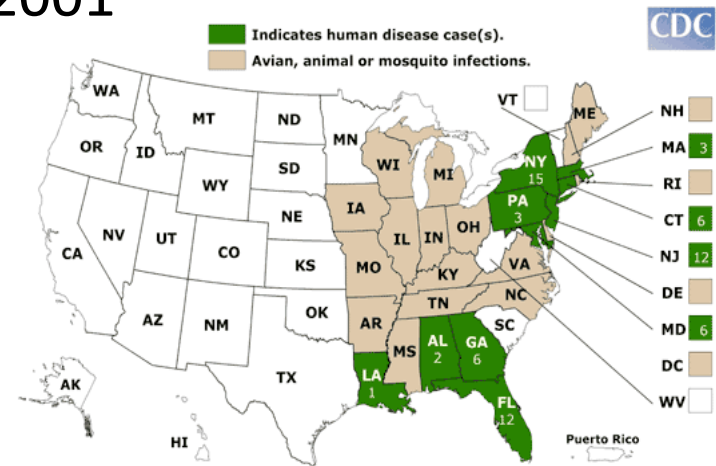 2001
Indicates human disease case(s).
Avian, animal or mosquito infections.
CDC
WA
MT
ND
MN
VT
ME
NH
OR
ID
SD
WI
MI
NY
15
MA 3
WY
IA
PA
3
RI
NE
IL
IN
OH
CT 6
NV
UT
CO
CA
KS
MO
KY
VA
NJ 12
DE
AZ
NM
OK
AR
TN
NC
MD 6
MS
AL
2
GA
6
SC
DC
TX
LA
1
FL
12
WV
AK
HI
Puerto Rico